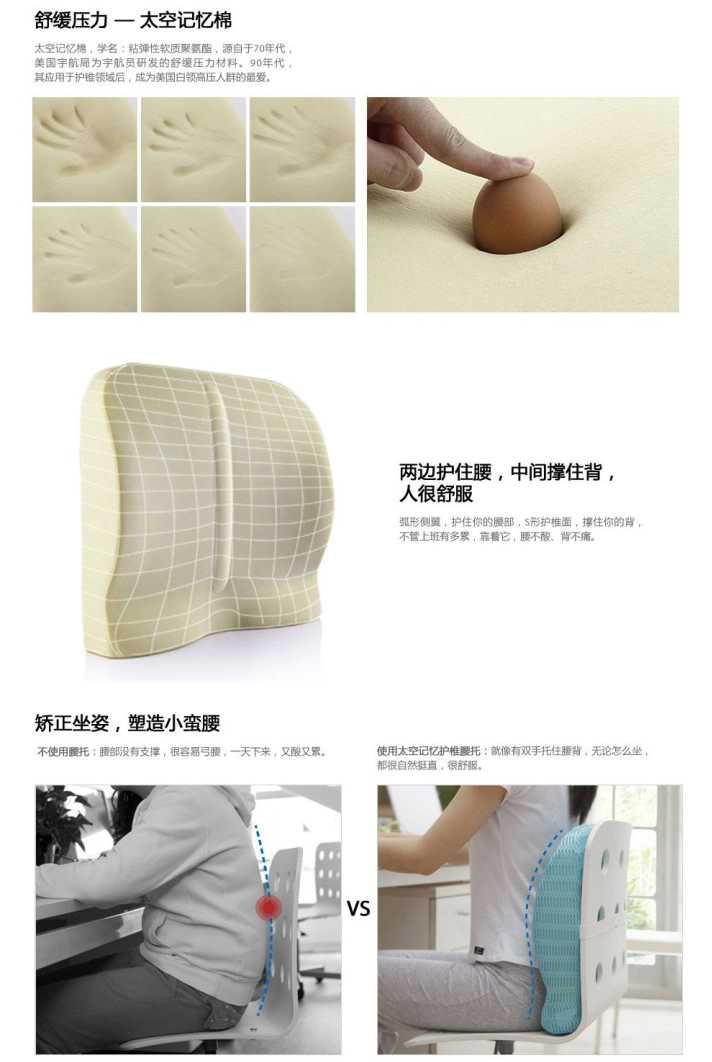 舒缓压力 — 太空记忆棉
太空记忆棉，学名：粘弹性软质聚氨酯，源自于70年代，
美国宇航局为宇航员研发的舒缓压力材料。90年代，
其应用于护锥领域后，成为美国白领高压人群的最爱。
两边护住腰，中间撑住背，
人很舒服
弧形侧翼，护住你的腰部，S形护椎面，撑住你的背，
不管上班有多累，靠着它，腰不酸、背不痛。
矫正坐姿，塑造小蛮腰
不使用腰托：腰部没有支撑，很容易弓腰，一天下来，又酸又累。
使用太空记忆护椎腰托：就像有双手托住腰背，无论怎么坐，
都很自然挺直，很舒服。
VS